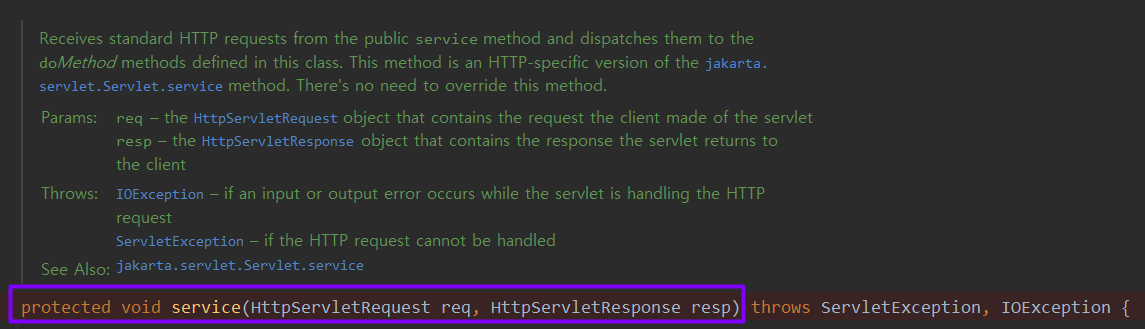 Receives standard HTTP requests from the public service method and dispatches them to the
doMethod methods defined in this class. This method is an HTTP-specific version of the jakarta.
servlet.Servlet.service method. There's no need to override this method.
Params: req – the HttpServletRequest object that contains the request the client made of the servlet
resp – the HttpServletResponse object that contains the response the servlet returns to
the client
Throws: IOException – if an input or output error occurs while the servlet is handling the HTTP
request
ServletException – if the HTTP request cannot be handled
See Also: jakarta.servlet.Servlet.service
protected void service(HttpServletRequest req, HttpServletResponse resp) throws ServletException, IOException {